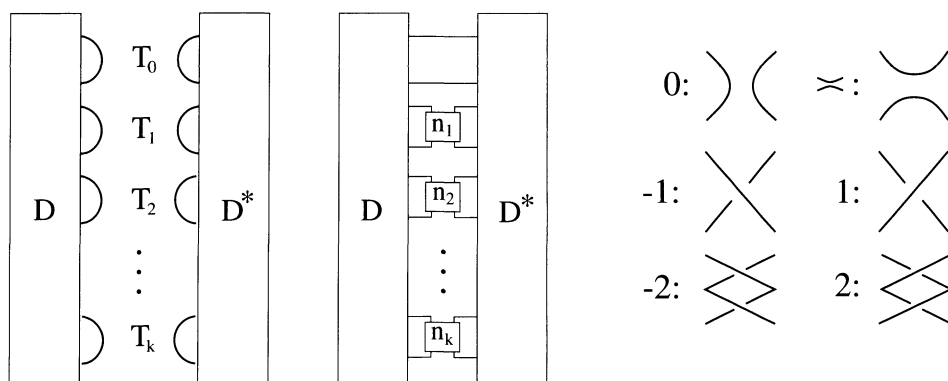 T₀
T₁
D T₂ D*
Tₖ
n₁
D n₂ D*
nₖ
0: ≍:
-1: 1:
-2: 2: